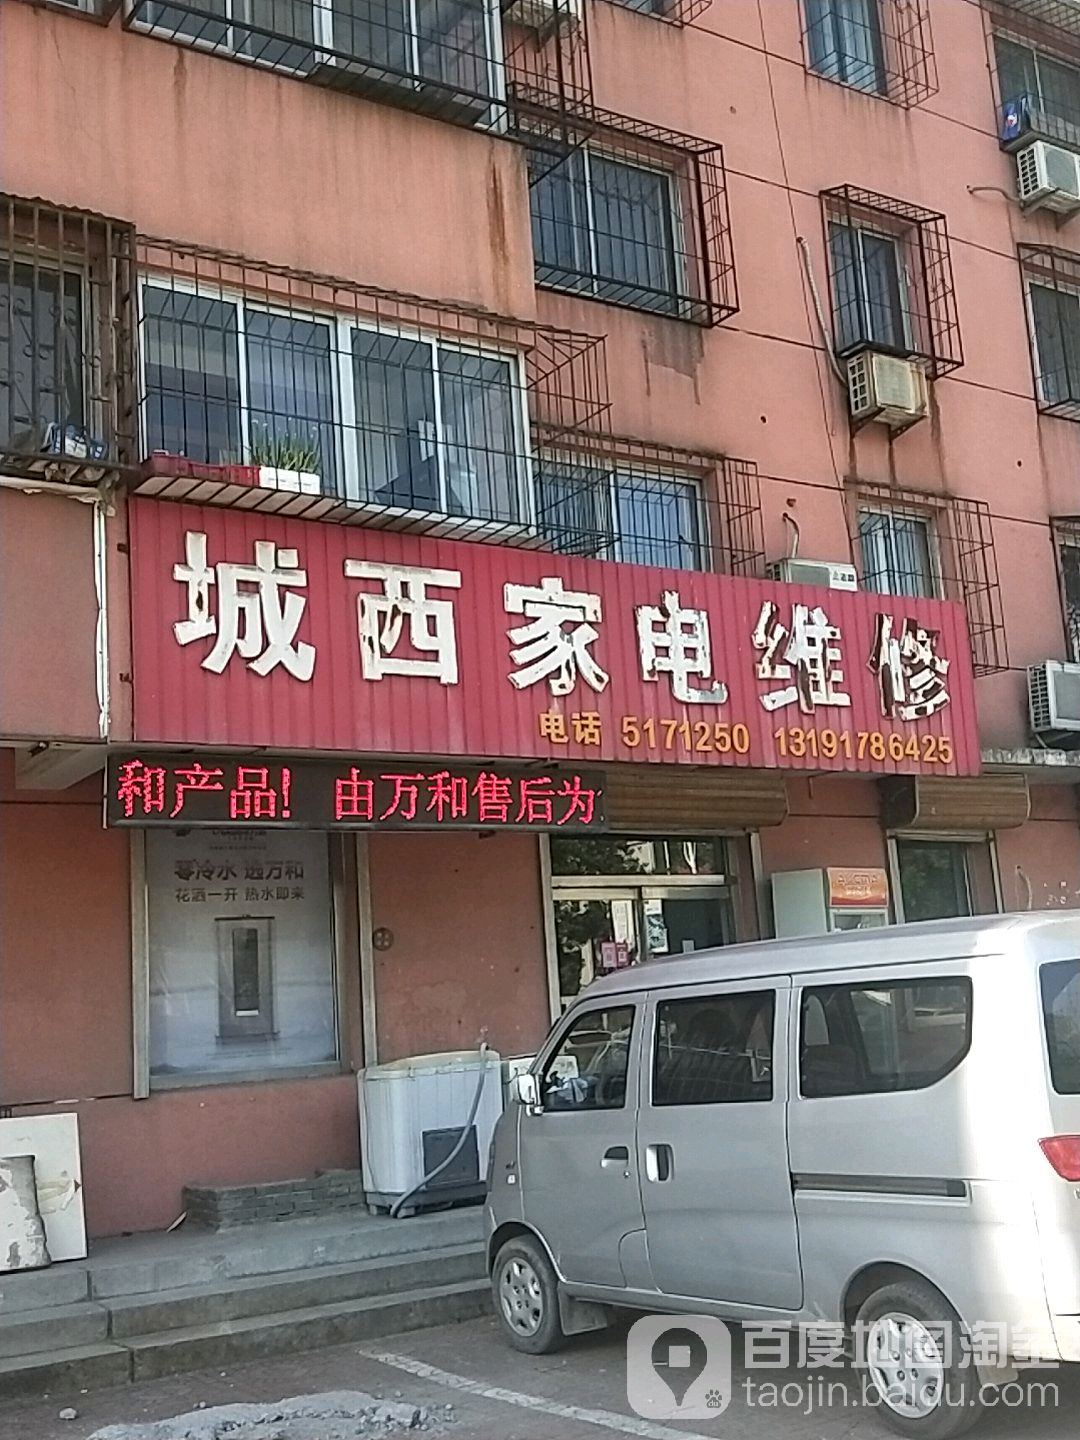 城西家电维修
电话 5171250 13191786425
和产品! 由万和售后为
零冷水 选万和
花洒一开 热水即来
百度地图淘金
taojin.baidu.com